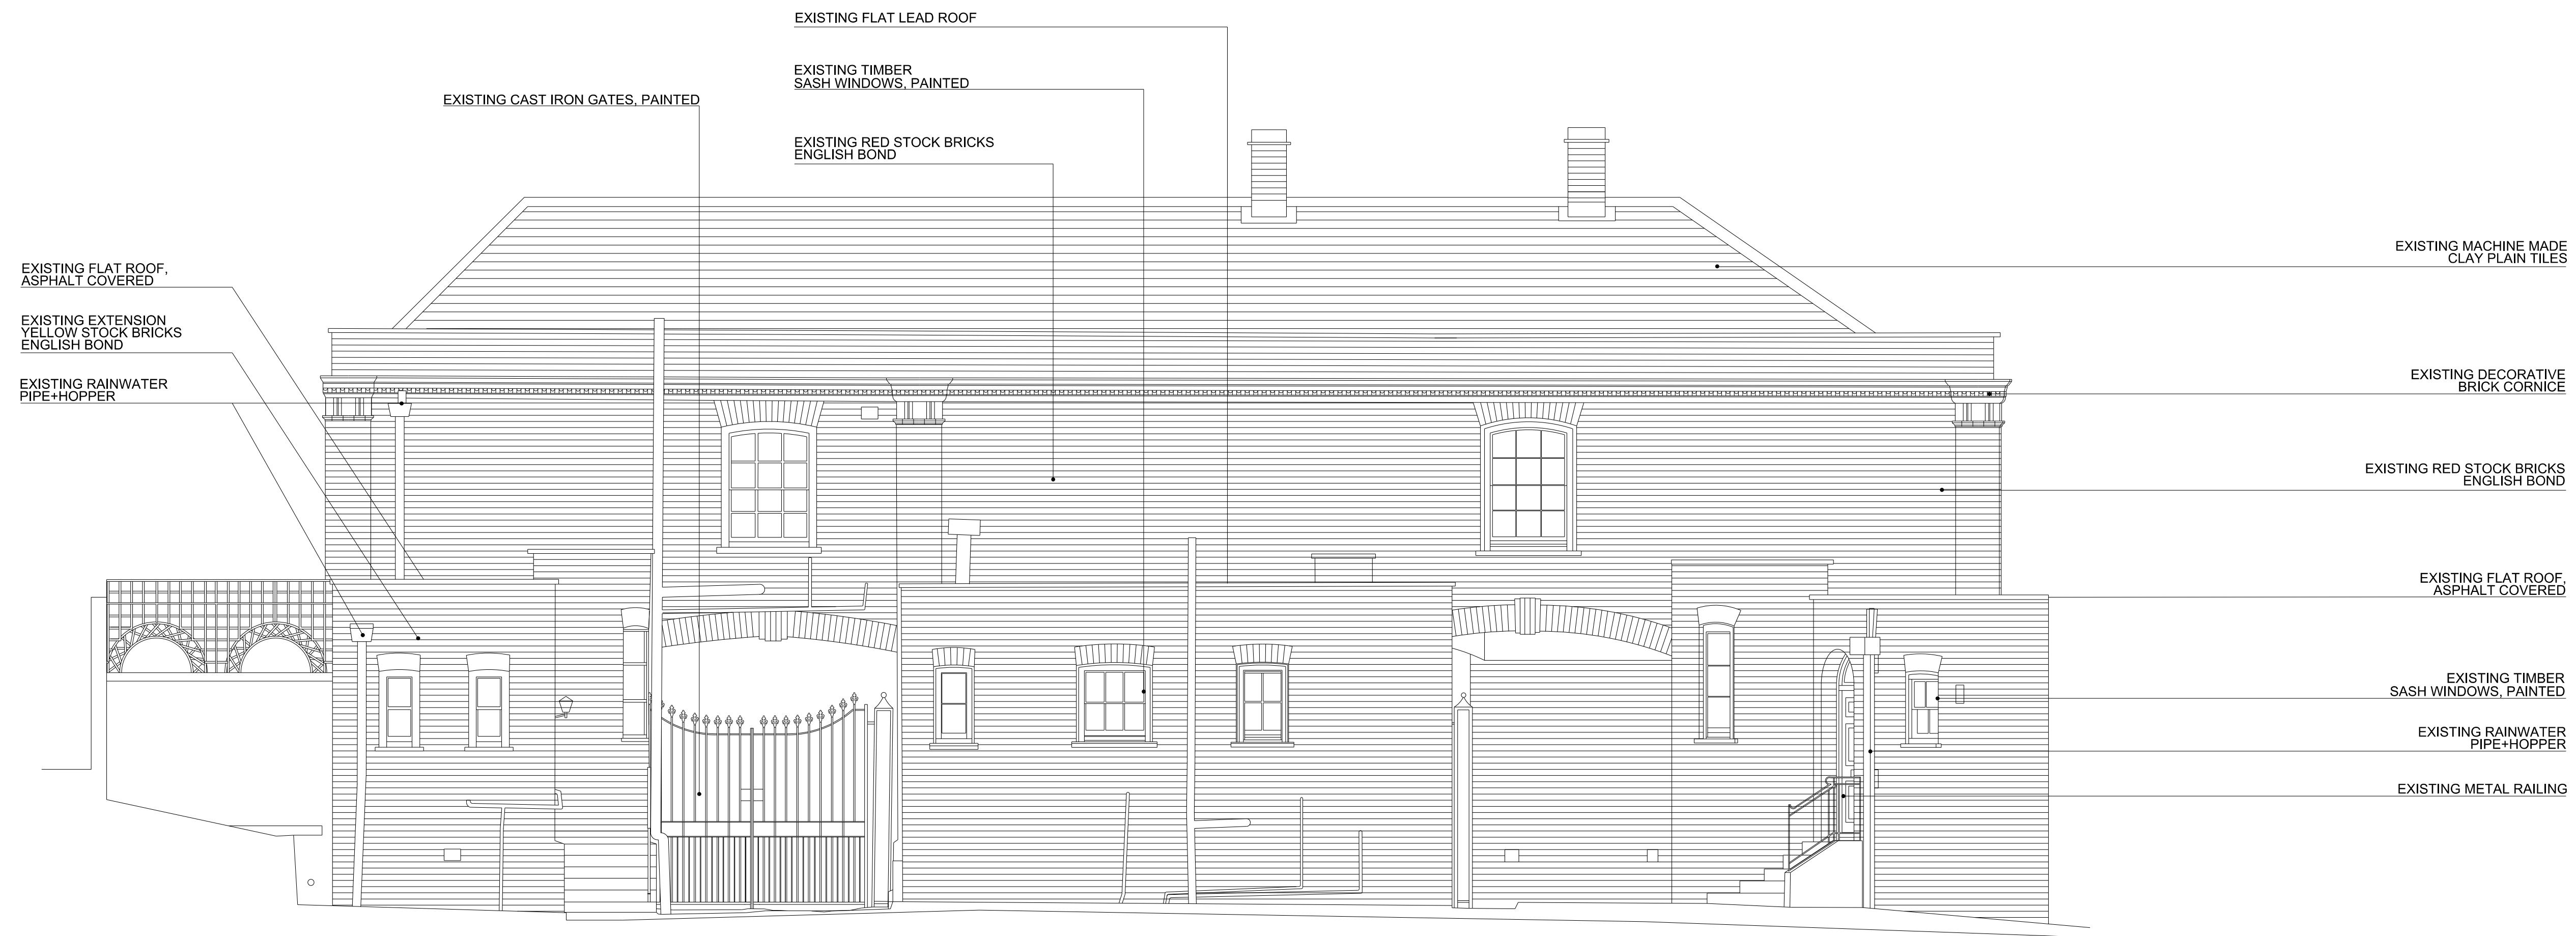 EXISTING FLAT LEAD ROOF
EXISTING TIMBER
SASH WINDOWS, PAINTED
EXISTING CAST IRON GATES, PAINTED
EXISTING RED STOCK BRICKS
ENGLISH BOND
EXISTING FLAT ROOF,
ASPHALT COVERED
EXISTING EXTENSION
YELLOW STOCK BRICKS
ENGLISH BOND
EXISTING RAINWATER
PIPE+HOPPER
EXISTING MACHINE MADE
CLAY PLAIN TILES
EXISTING DECORATIVE
BRICK CORNICE
EXISTING RED STOCK BRICKS
ENGLISH BOND
EXISTING FLAT ROOF,
ASPHALT COVERED
EXISTING TIMBER
SASH WINDOWS, PAINTED
EXISTING RAINWATER
PIPE+HOPPER
EXISTING METAL RAILING